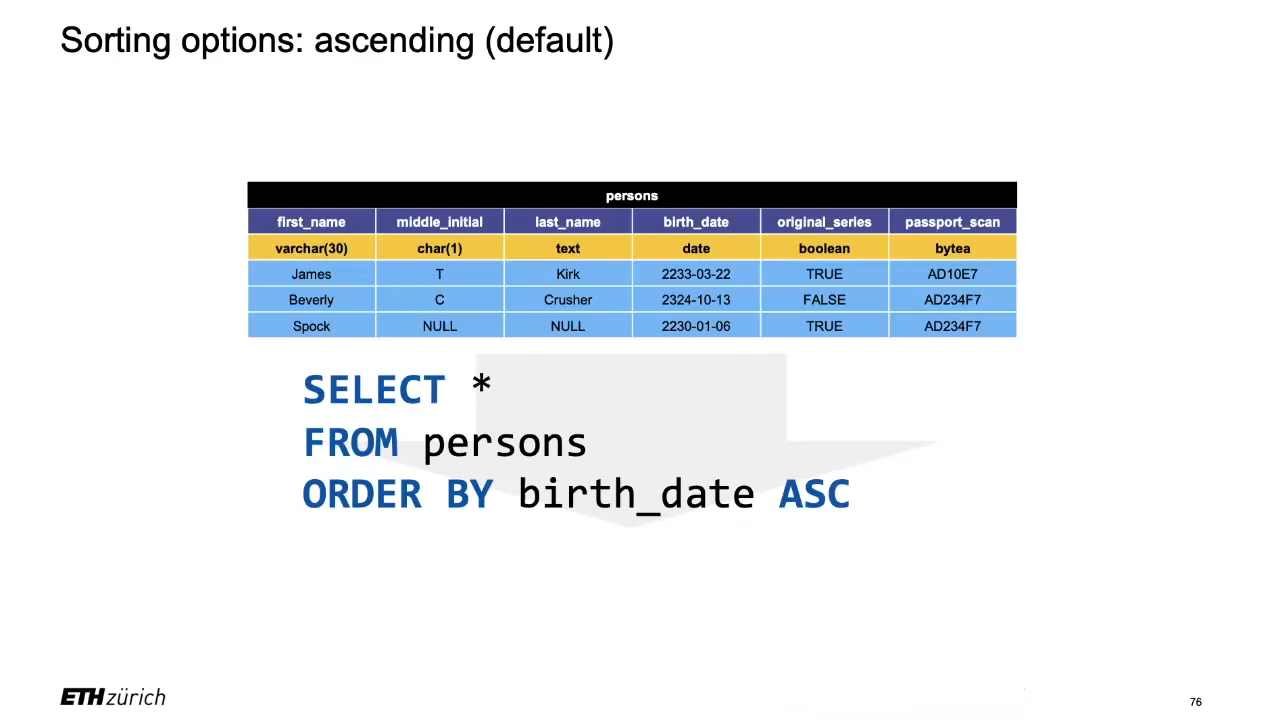 Sorting options: ascending (default)
persons
first_name middle_initial last_name birth_date original_series passport_scan
varchar(30) char(1) text date boolean bytea
James T Kirk 2233-03-22 TRUE AD10E7
Beverly C Crusher 2324-10-13 FALSE AD234F7
Spock NULL NULL 2230-01-06 TRUE AD234F7
SELECT *
FROM persons
ORDER BY birth_date ASC
ETH zürich
76